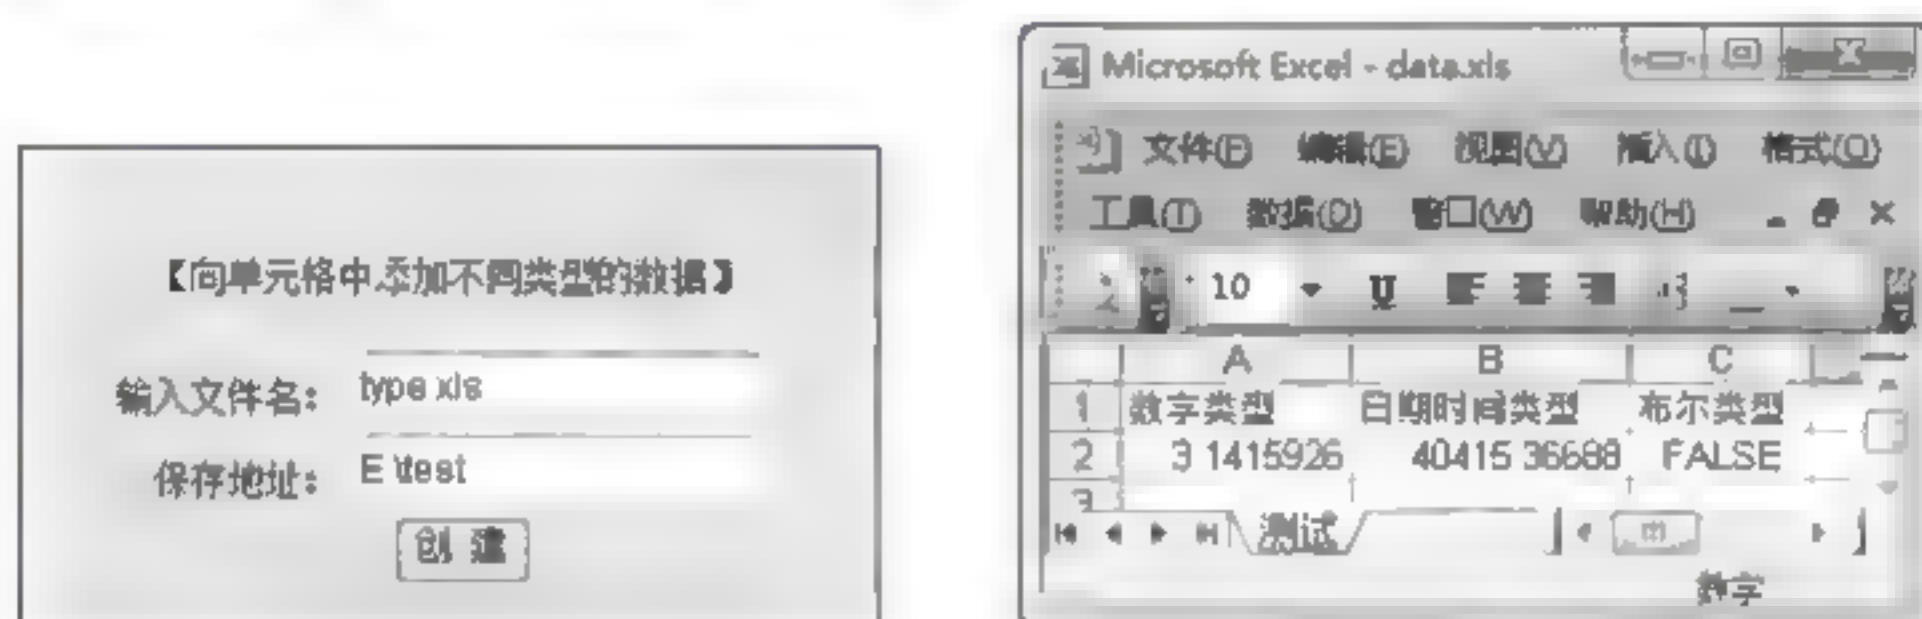 【向单元格中添加不同类型的数据】
输入文件名： type xls
保存地址： E \test
创 建
Microsoft Excel - data.xls
文件(F) 编辑(E) 视图(V) 插入(I) 格式(O)
工具(T) 数据(D) 窗口(W) 帮助(H)
10 U
A B C
1 数字类型 日期时间类型 布尔类型
2 3 1415926 40415 36688 FALSE
3
测试
数字